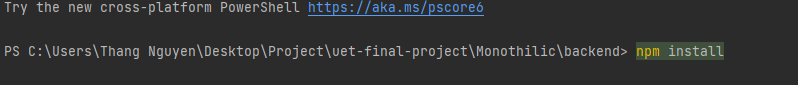 Try the new cross-platform PowerShell https://aka.ms/pscore6
PS C:\Users\Thang Nguyen\Desktop\Project\uet-final-project\Monothilic\backend> npm install